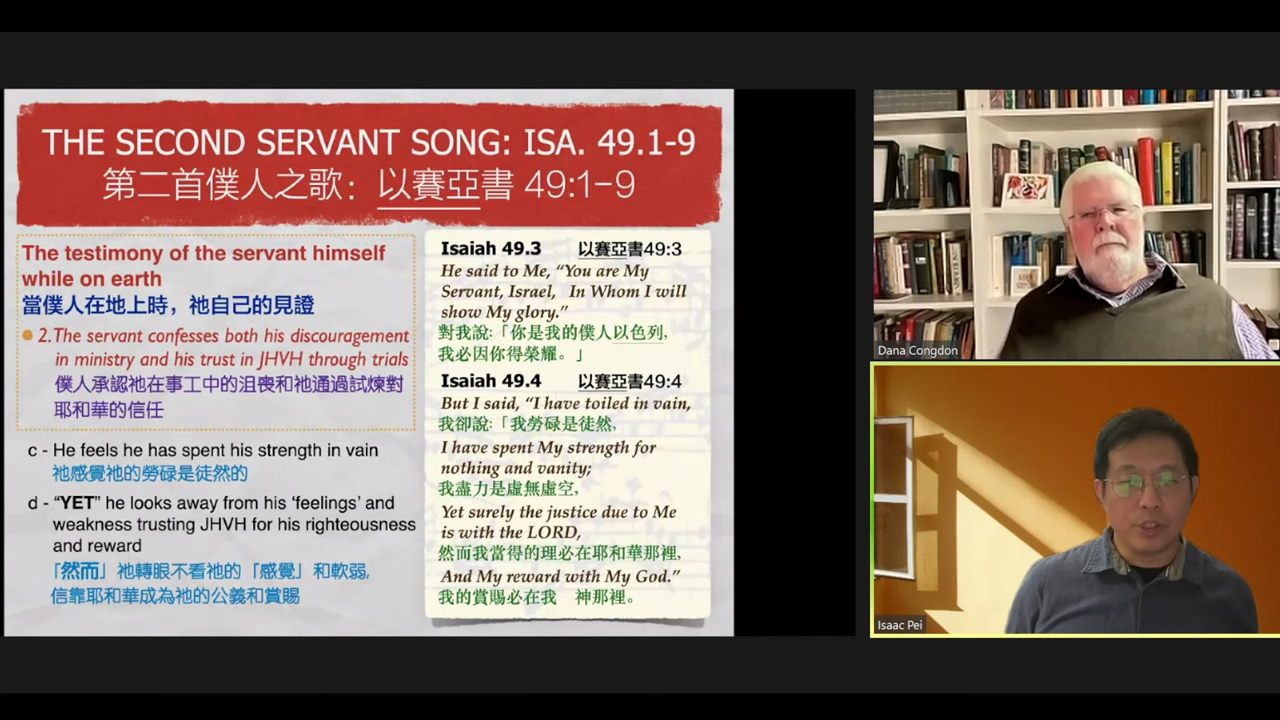 THE SECOND SERVANT SONG: ISA. 49.1-9
第二首僕人之歌：以賽亞書 49:1-9
The testimony of the servant himself
while on earth
當僕人在地上時，祂自己的見證
2.The servant confesses both his discouragement
in ministry and his trust in JHVH through trials
僕人承認祂在事工中的沮喪和祂通過試煉對
耶和華的信任
c - He feels he has spent his strength in vain
祂感覺祂的勞碌是徒然的
d - “YET” he looks away from his ‘feelings’ and
weakness trusting JHVH for his righteousness
and reward
「然而」祂轉眼不看祂的「感覺」和軟弱,
信靠耶和華成為祂的公義和賞賜
Isaiah 49.3 以賽亞書49:3
He said to Me, “You are My
Servant, Israel, In Whom I will
show My glory.”
對我說:「你是我的僕人以色列,
我必因你得榮耀。」
Isaiah 49.4 以賽亞書49:4
But I said, “I have toiled in vain,
我卻說:「我勞碌是徒然,
I have spent My strength for
nothing and vanity;
我盡力是虛無虛空,
Yet surely the justice due to Me
is with the LORD,
然而我當得的理必在耶和華那裡,
And My reward with My God.”
我的賞賜必在我 神那裡。
Dana Congdon
Isaac Pei